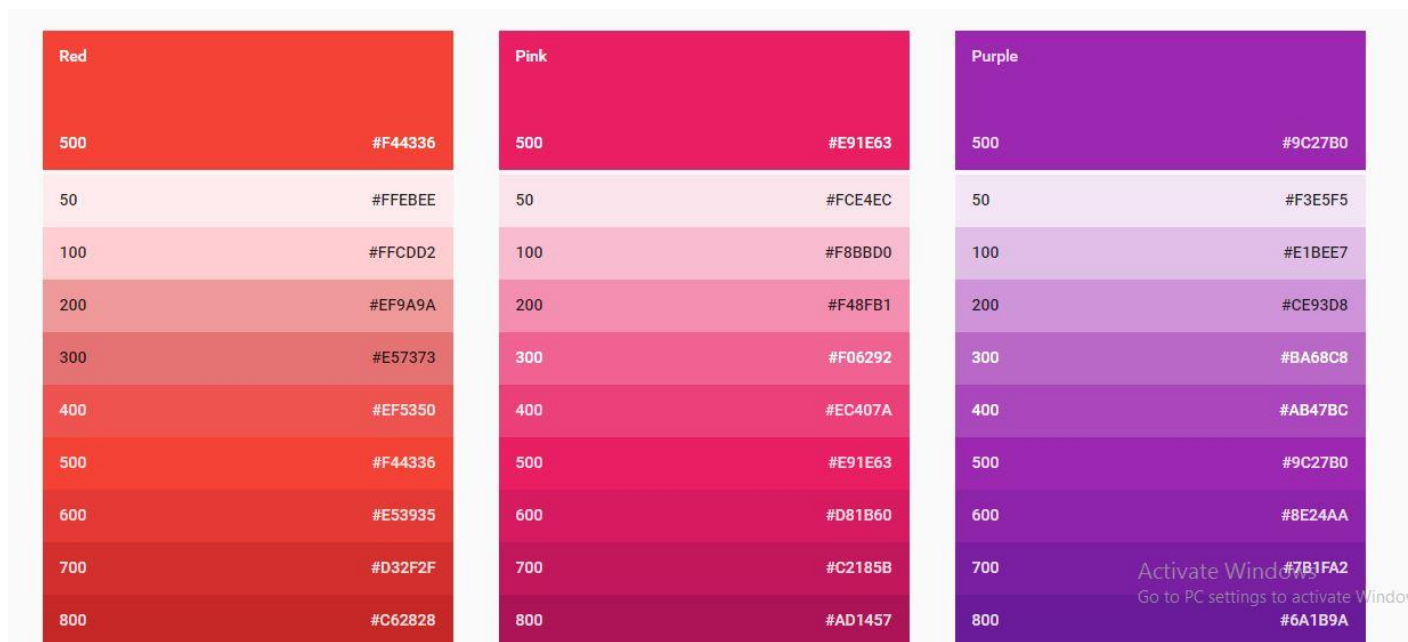 Red
500 #F44336
50 #FFEBEE
100 #FFCDD2
200 #EF9A9A
300 #E57373
400 #EF5350
500 #F44336
600 #E53935
700 #D32F2F
800 #C62828
Pink
500 #E91E63
50 #FCE4EC
100 #F8BBD0
200 #F48FB1
300 #F06292
400 #EC407A
500 #E91E63
600 #D81B60
700 #C2185B
800 #AD1457
Purple
500 #9C27B0
50 #F3E5F5
100 #E1BEE7
200 #CE93D8
300 #BA68C8
400 #AB47BC
500 #9C27B0
600 #8E24AA
700 #7B1FA2
800 #6A1B9A
Activate Windows
Go to PC settings to activate Window